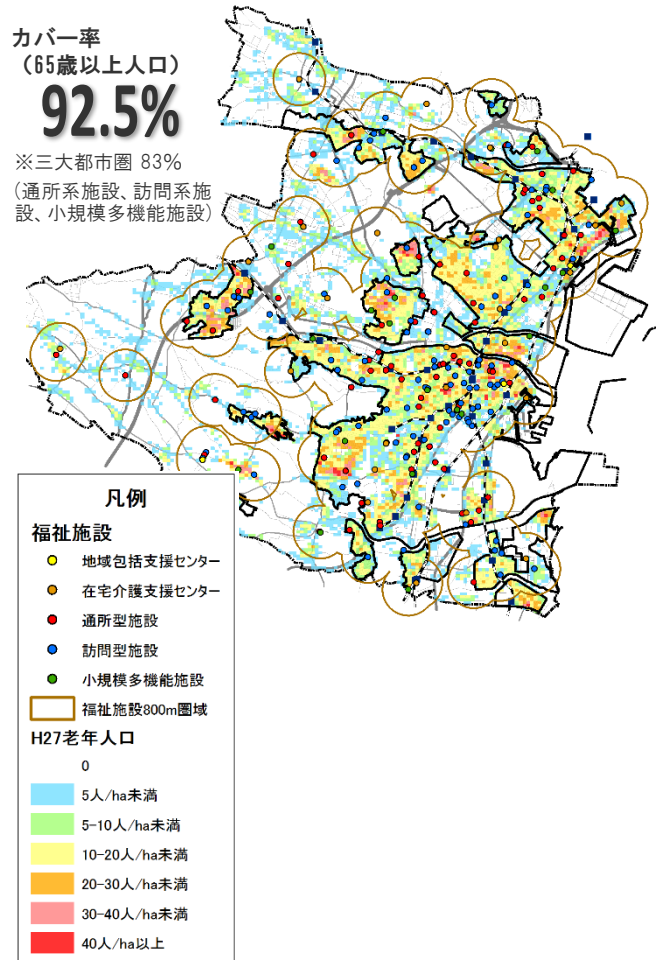 カバー率
（65歳以上人口）
92.5%
※三大都市圏 83%
（通所系施設、訪問系施
設、小規模多機能施設）
凡例
福祉施設
地域包括支援センター
在宅介護支援センター
通所型施設
訪問型施設
小規模多機能施設
福祉施設800m圏域
H27老年人口
0
5人/ha未満
5-10人/ha未満
10-20人/ha未満
20-30人/ha未満
30-40人/ha未満
40人/ha以上